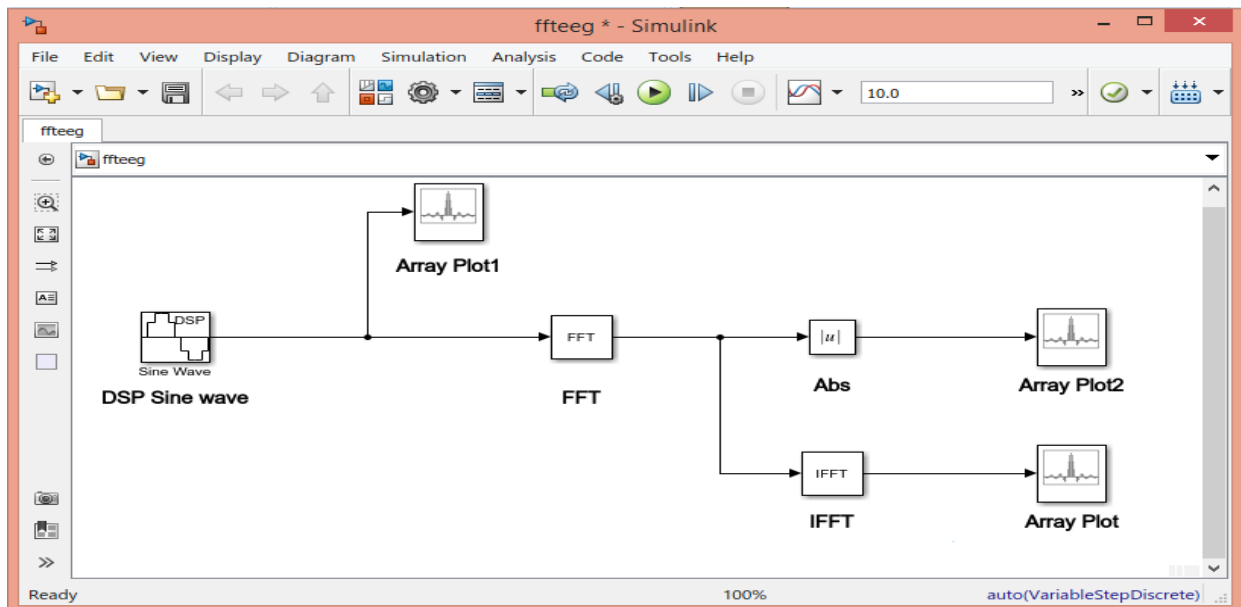 ffteeg * - Simulink
File Edit View Display Diagram Simulation Analysis Code Tools Help
10.0
ffteeg
ffteeg
Array Plot1
DSP
Sine Wave
DSP Sine wave
FFT
FFT
|u|
Abs
Array Plot2
IFFT
IFFT
Array Plot
Ready 100% auto(VariableStepDiscrete)